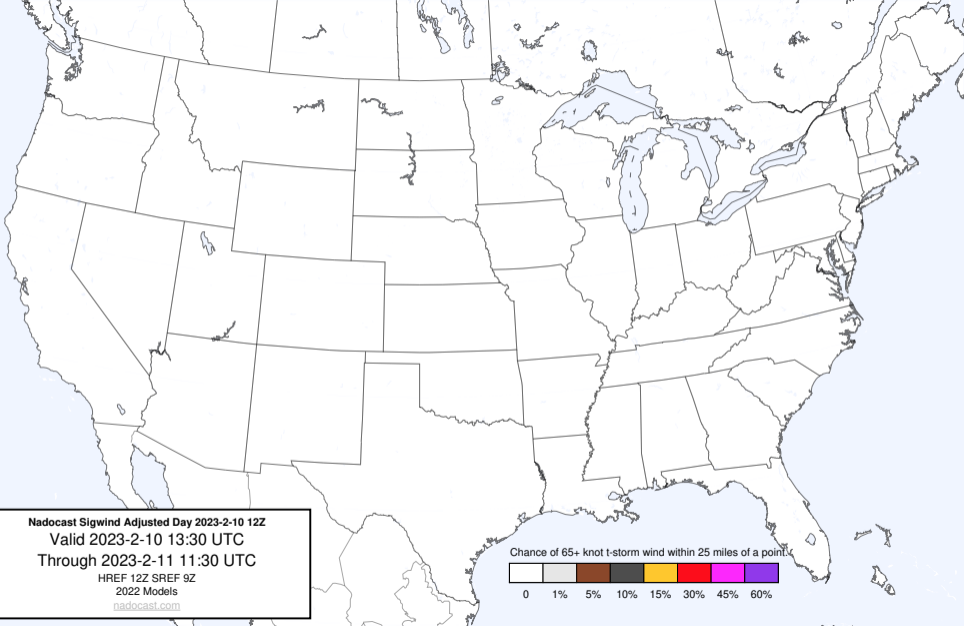 Nadocast Sigwind Adjusted Day 2023-2-10 12Z
Valid 2023-2-10 13:30 UTC
Through 2023-2-11 11:30 UTC
HREF 12Z SREF 9Z
2022 Models
nadocast.com
Chance of 65+ knot t-storm wind within 25 miles of a point.
0 1% 5% 10% 15% 30% 45% 60%